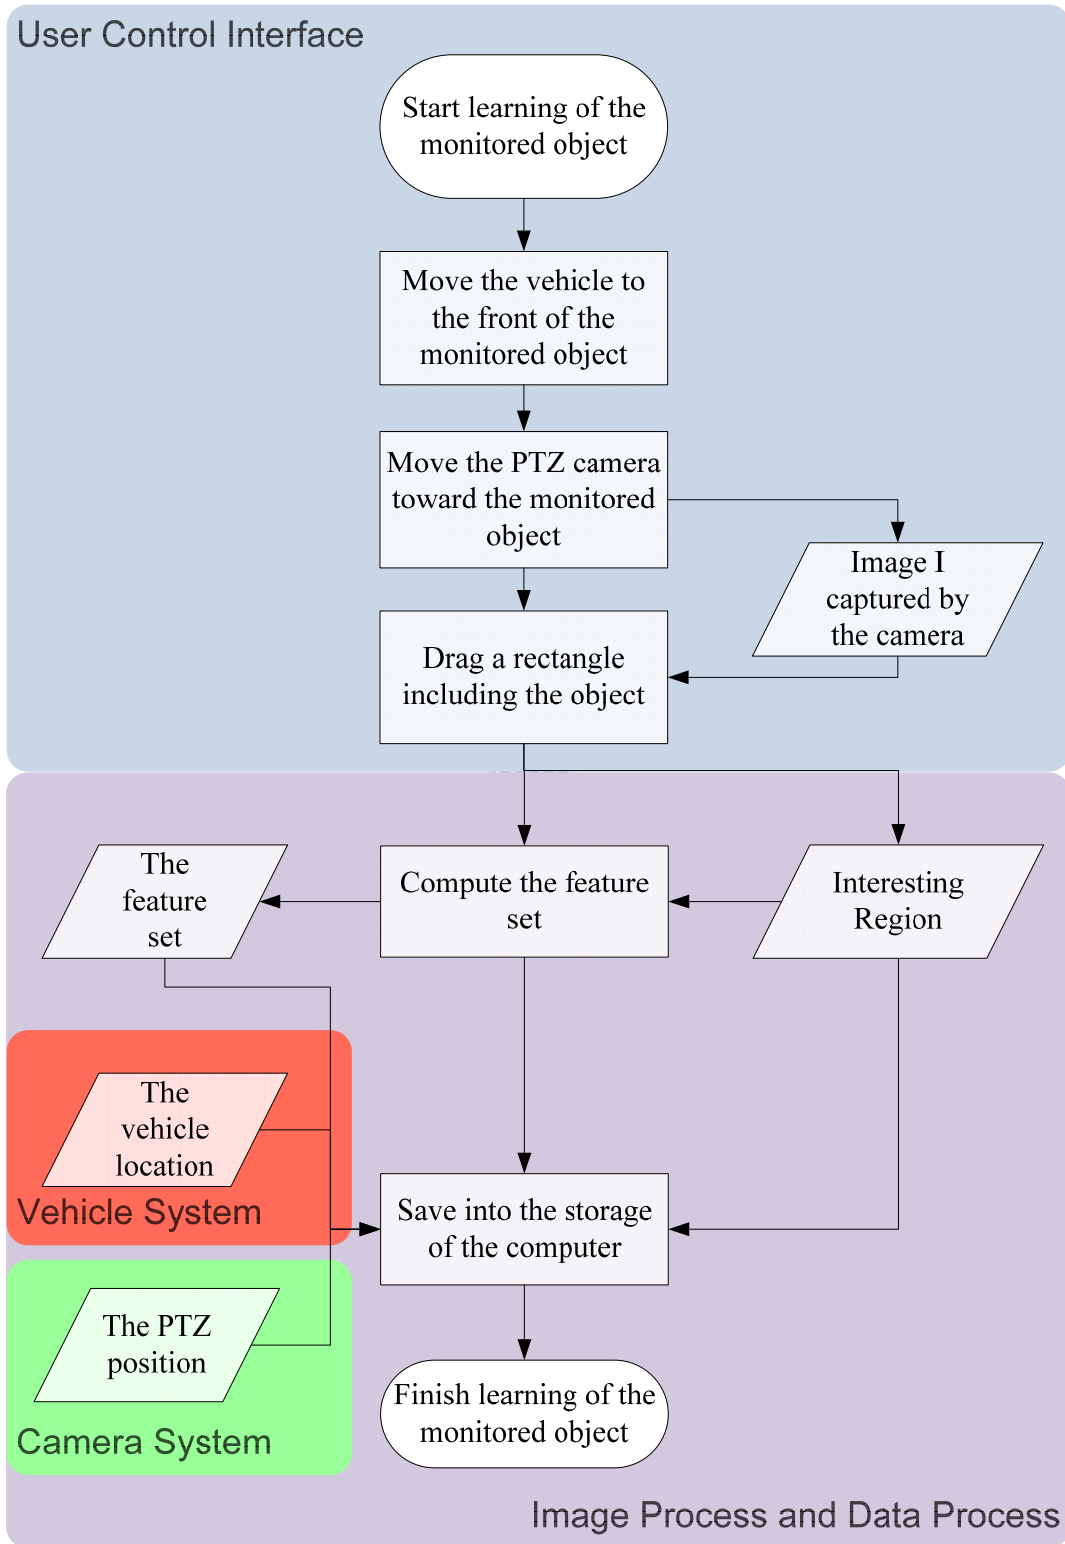 User Control Interface
Start learning of the
monitored object
Move the vehicle to
the front of the
monitored object
Move the PTZ camera
toward the monitored
object
Image I
captured by
the camera
Drag a rectangle
including the object
The
feature
set
Compute the feature
set
Interesting
Region
The
vehicle
location
Vehicle System
Save into the storage
of the computer
The PTZ
position
Camera System
Finish learning of the
monitored object
Image Process and Data Process